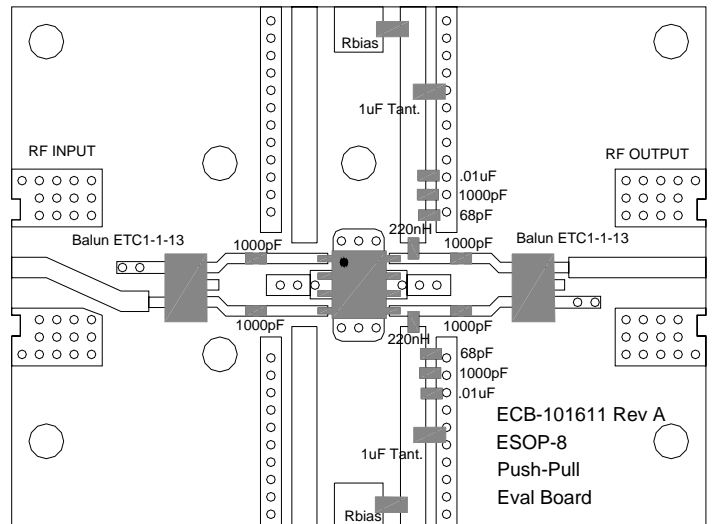 Rbias
1uF Tant.
RF INPUT
RF OUTPUT
.01uF
1000pF
68pF
Balun ETC1-1-13
1000pF
220nH
1000pF
Balun ETC1-1-13
1000pF
1000pF
220nH
68pF
1000pF
.01uF
ECB-101611 Rev A
ESOP-8
1uF Tant.
Push-Pull
Eval Board
Rbias